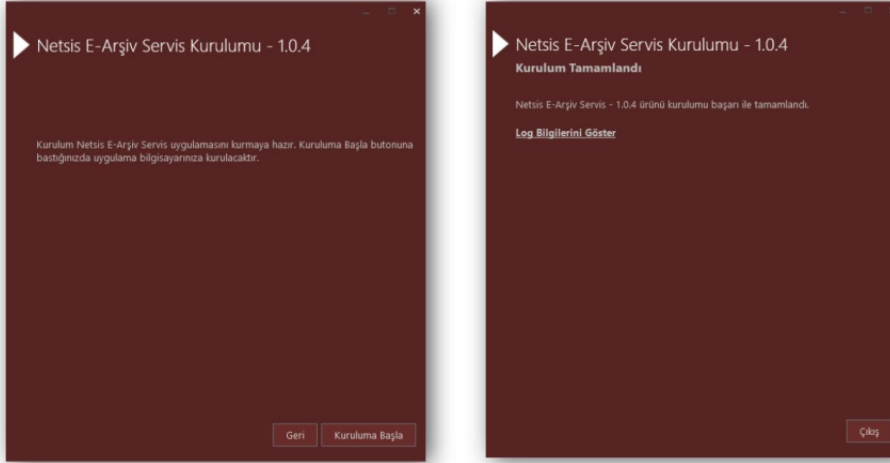 Netsis E-Arşiv Servis Kurulumu - 1.0.4
Kurulum Netsis E-Arşiv Servis uygulamasını kurmaya hazır. Kuruluma Başla butonuna
bastığınızda uygulama bilgisayarınıza kurulacaktır.
Geri
Kuruluma Başla
Netsis E-Arşiv Servis Kurulumu - 1.0.4
Kurulum Tamamlandı
Netsis E-Arşiv Servis - 1.0.4 ürünü kurulumu başarı ile tamamlandı.
Log Bilgilerini Göster
Çıkış